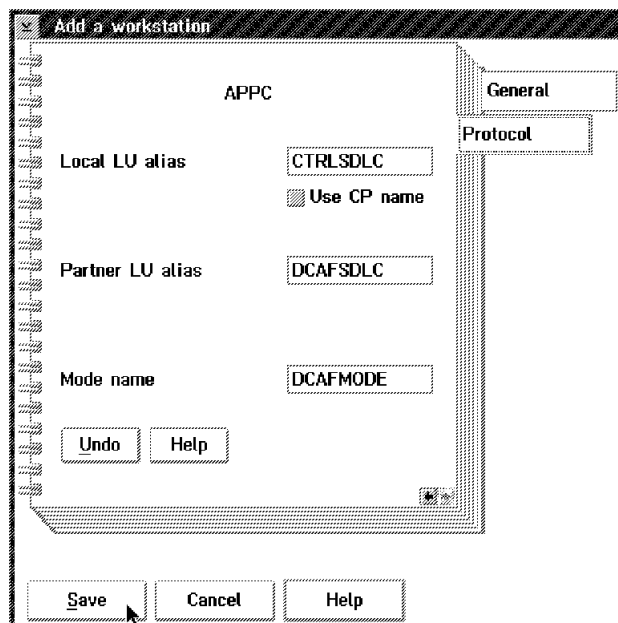 Add a workstation
APPC
General
Protocol
Local LU alias CTRLSDLC
Use CP name
Partner LU alias DCAFSDLC
Mode name DCAFMODE
Undo Help
Save Cancel Help